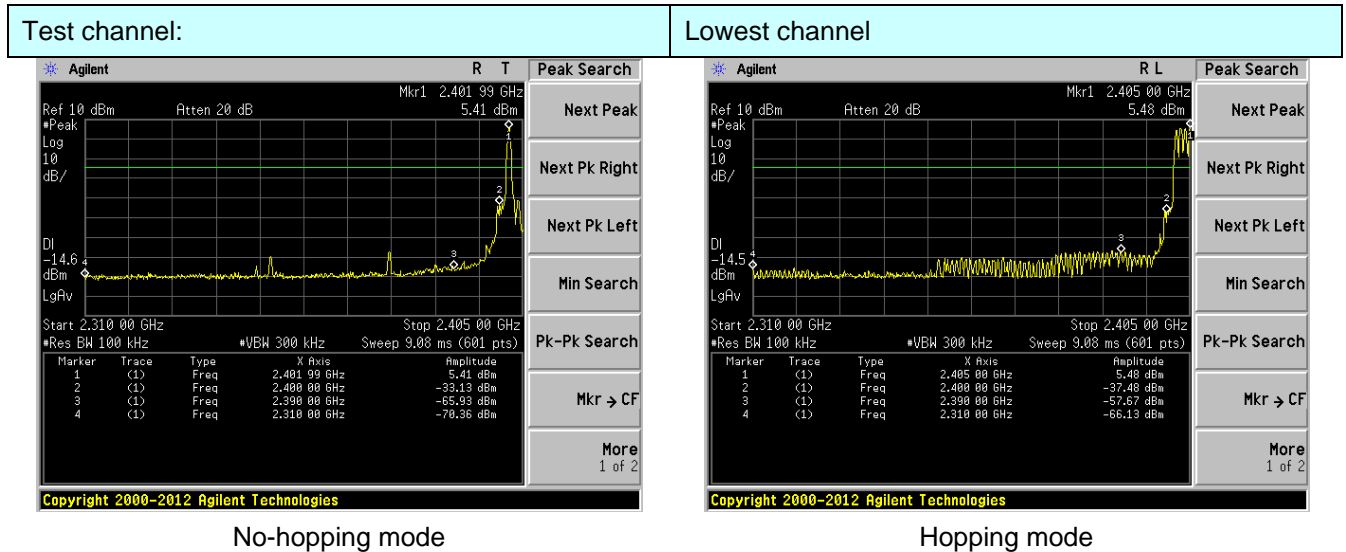 Test channel: Lowest channel
Agilent R T Peak Search
Mkr1 2.401 99 GHz
Ref 10 dBm Atten 20 dB 5.41 dBm
#Peak
Log
10
dB/
DI
-14.6
dBm
LgAv
1
2
3
4
Start 2.310 00 GHz Stop 2.405 00 GHz
#Res BW 100 kHz #VBW 300 kHz Sweep 9.08 ms (601 pts)
Marker Trace Type X Axis Amplitude
1 (1) Freq 2.401 99 GHz 5.41 dBm
2 (1) Freq 2.400 00 GHz -33.13 dBm
3 (1) Freq 2.390 00 GHz -65.93 dBm
4 (1) Freq 2.310 00 GHz -70.36 dBm
Next Peak
Next Pk Right
Next Pk Left
Min Search
Pk-Pk Search
Mkr → CF
More
1 of 2
Copyright 2000-2012 Agilent Technologies
No-hopping mode
Agilent R L Peak Search
Mkr1 2.405 00 GHz
Ref 10 dBm Atten 20 dB 5.48 dBm
#Peak
Log
10
dB/
DI
-14.5
dBm
LgAv
1
2
3
4
Start 2.310 00 GHz Stop 2.405 00 GHz
#Res BW 100 kHz #VBW 300 kHz Sweep 9.08 ms (601 pts)
Marker Trace Type X Axis Amplitude
1 (1) Freq 2.405 00 GHz 5.48 dBm
2 (1) Freq 2.400 00 GHz -37.48 dBm
3 (1) Freq 2.390 00 GHz -57.67 dBm
4 (1) Freq 2.310 00 GHz -66.13 dBm
Next Peak
Next Pk Right
Next Pk Left
Min Search
Pk-Pk Search
Mkr → CF
More
1 of 2
Copyright 2000-2012 Agilent Technologies
Hopping mode